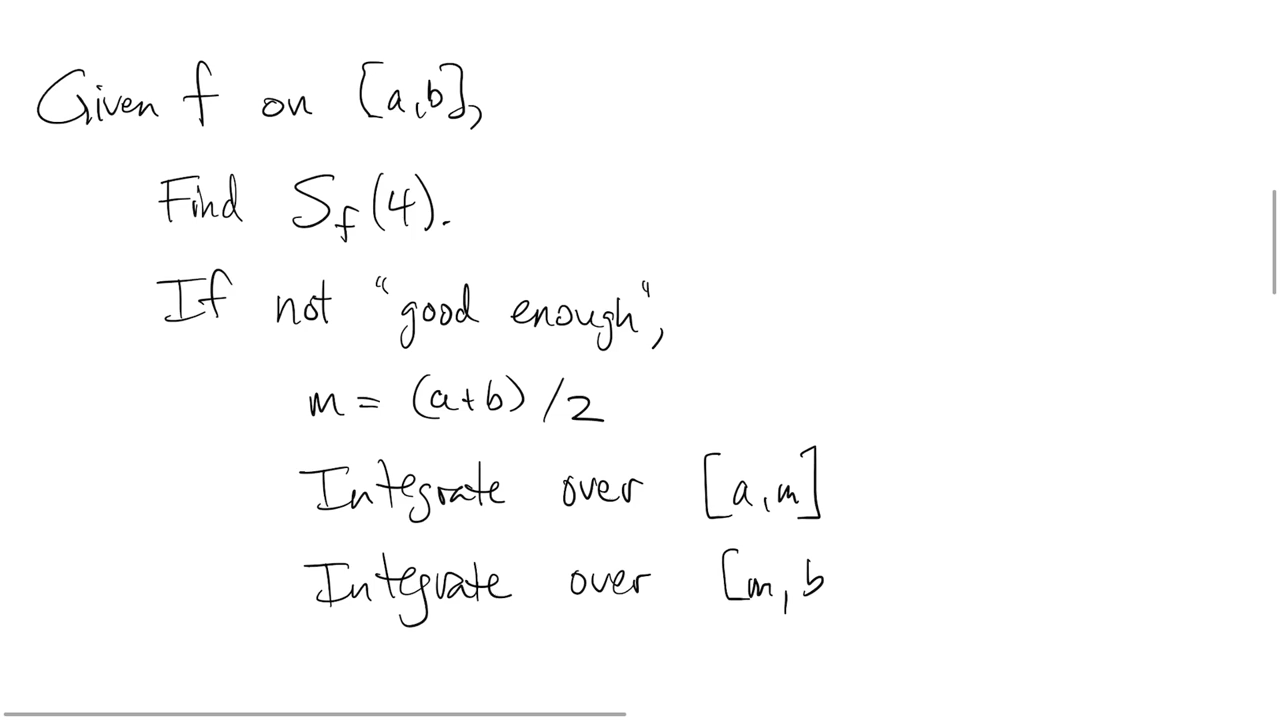 Given f on [a,b],
Find S_f(4).
If not "good enough",
m = (a+b)/2
Integrate over [a,m]
Integrate over [m, b